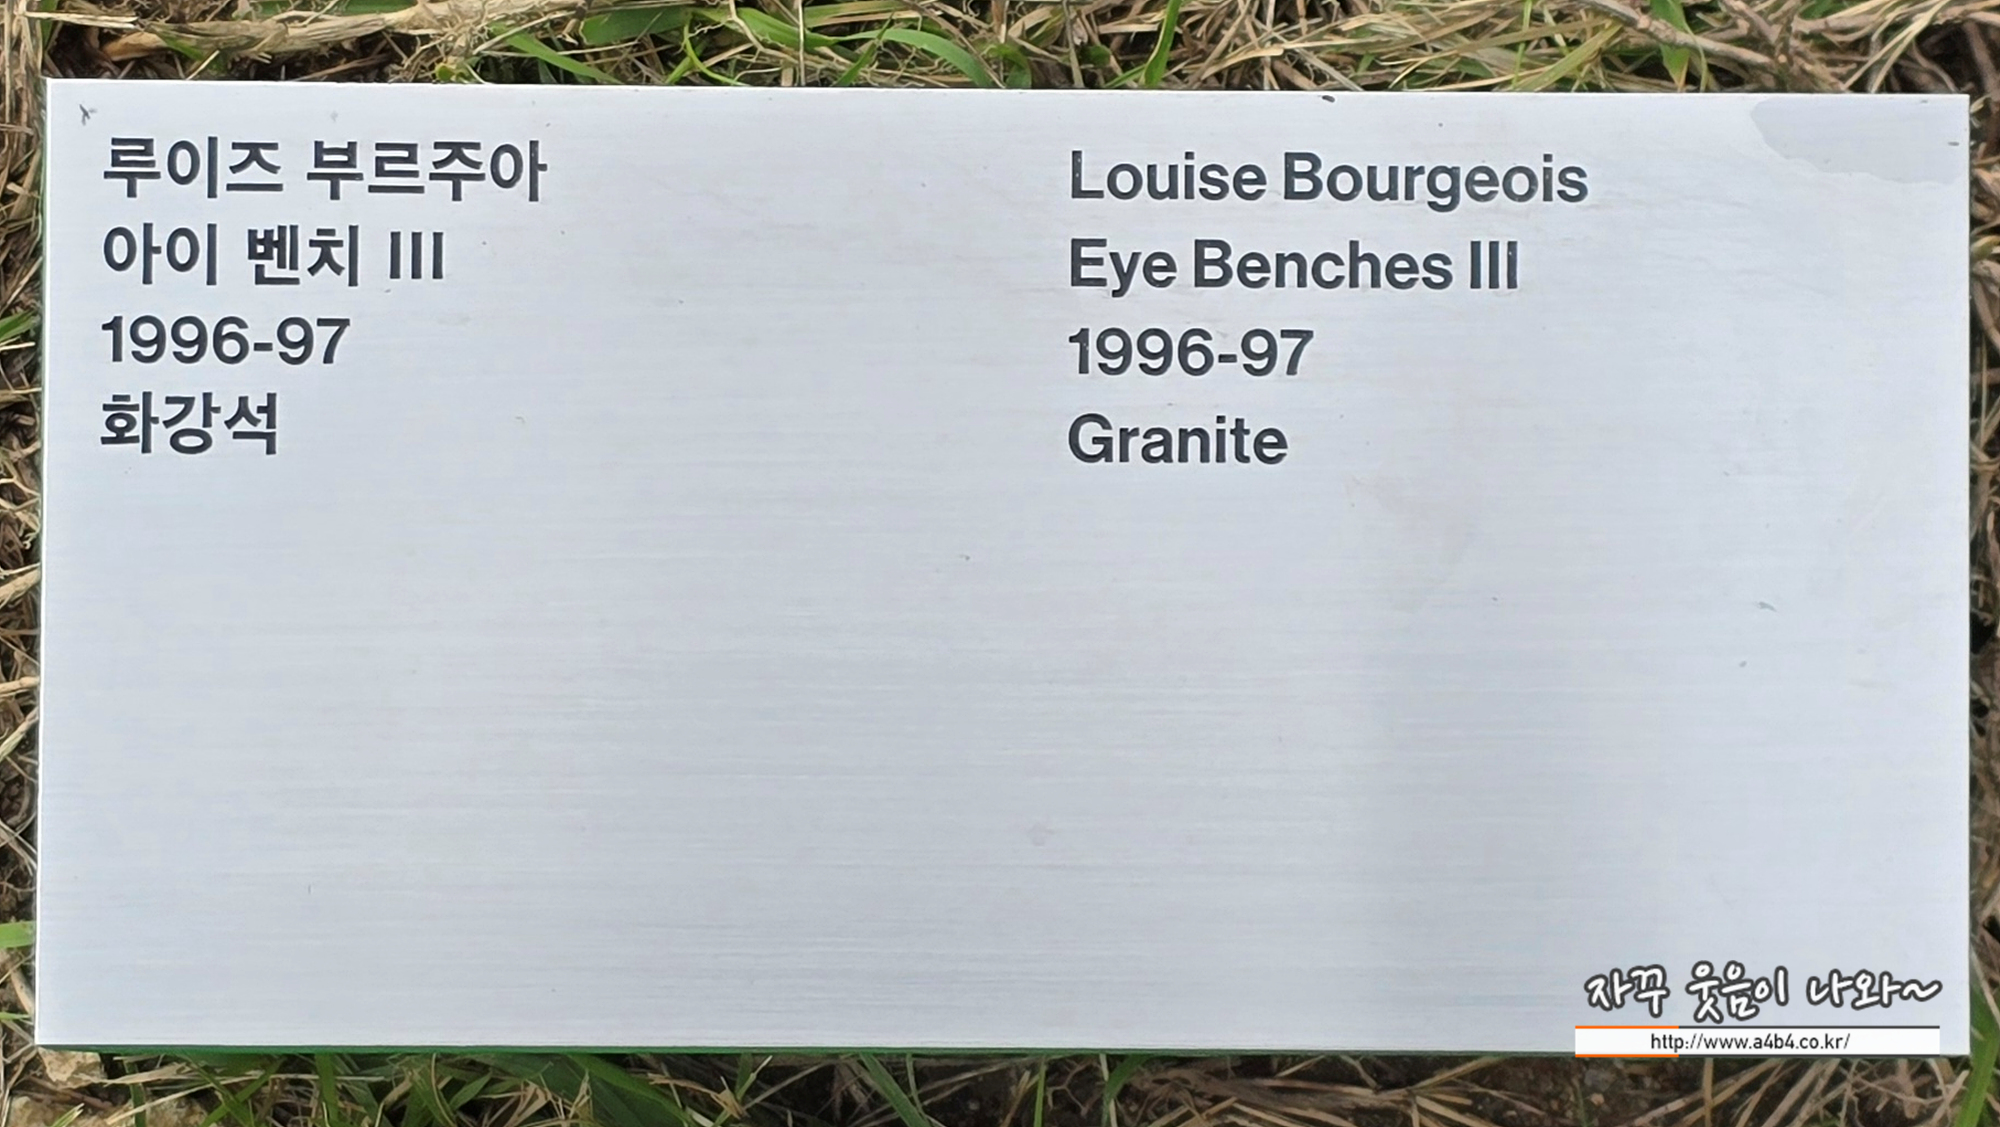 루이즈 부르주아
아이 벤치 III
1996-97
화강석
Louise Bourgeois
Eye Benches III
1996-97
Granite
자꾸 웃음이 나와~
http://www.a4b4.co.kr/